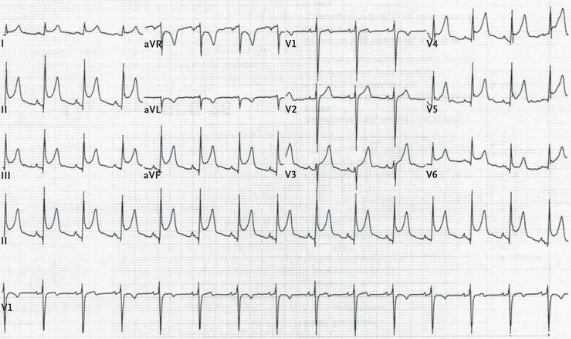 I aVR V1 V4
II aVL V2 V5
III aVF V3 V6
II
V1